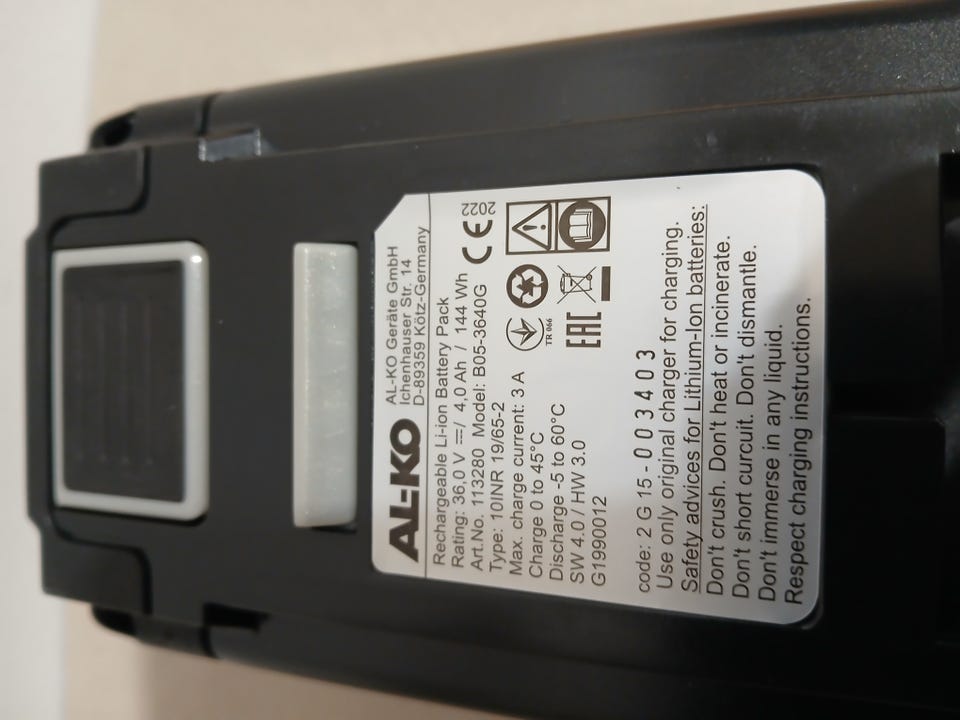 AL-KO
AL-KO Geräte GmbH
Ichenhauser Str. 14
D-89359 Kötz-Germany
Rechargeable Li-ion Battery Pack
Rating: 36,0 V ⎓/ 4,0 Ah / 144 Wh
Art.No. 113280 Model: B05-3640G
Type: 10INR 19/65-2
Max. charge current: 3 A
Charge 0 to 45°C
Discharge -5 to 60°C
SW 4.0 / HW 3.0
G1990012
CE
2022
TR 066
EAC
code: 2 G 15 - 0 0 3 4 0 3
Use only original charger for charging.
Safety advices for Lithium-Ion batteries:
Don't crush. Don't heat or incinerate.
Don't short curcuit. Don't dismantle.
Don't immerse in any liquid.
Respect charging instructions.